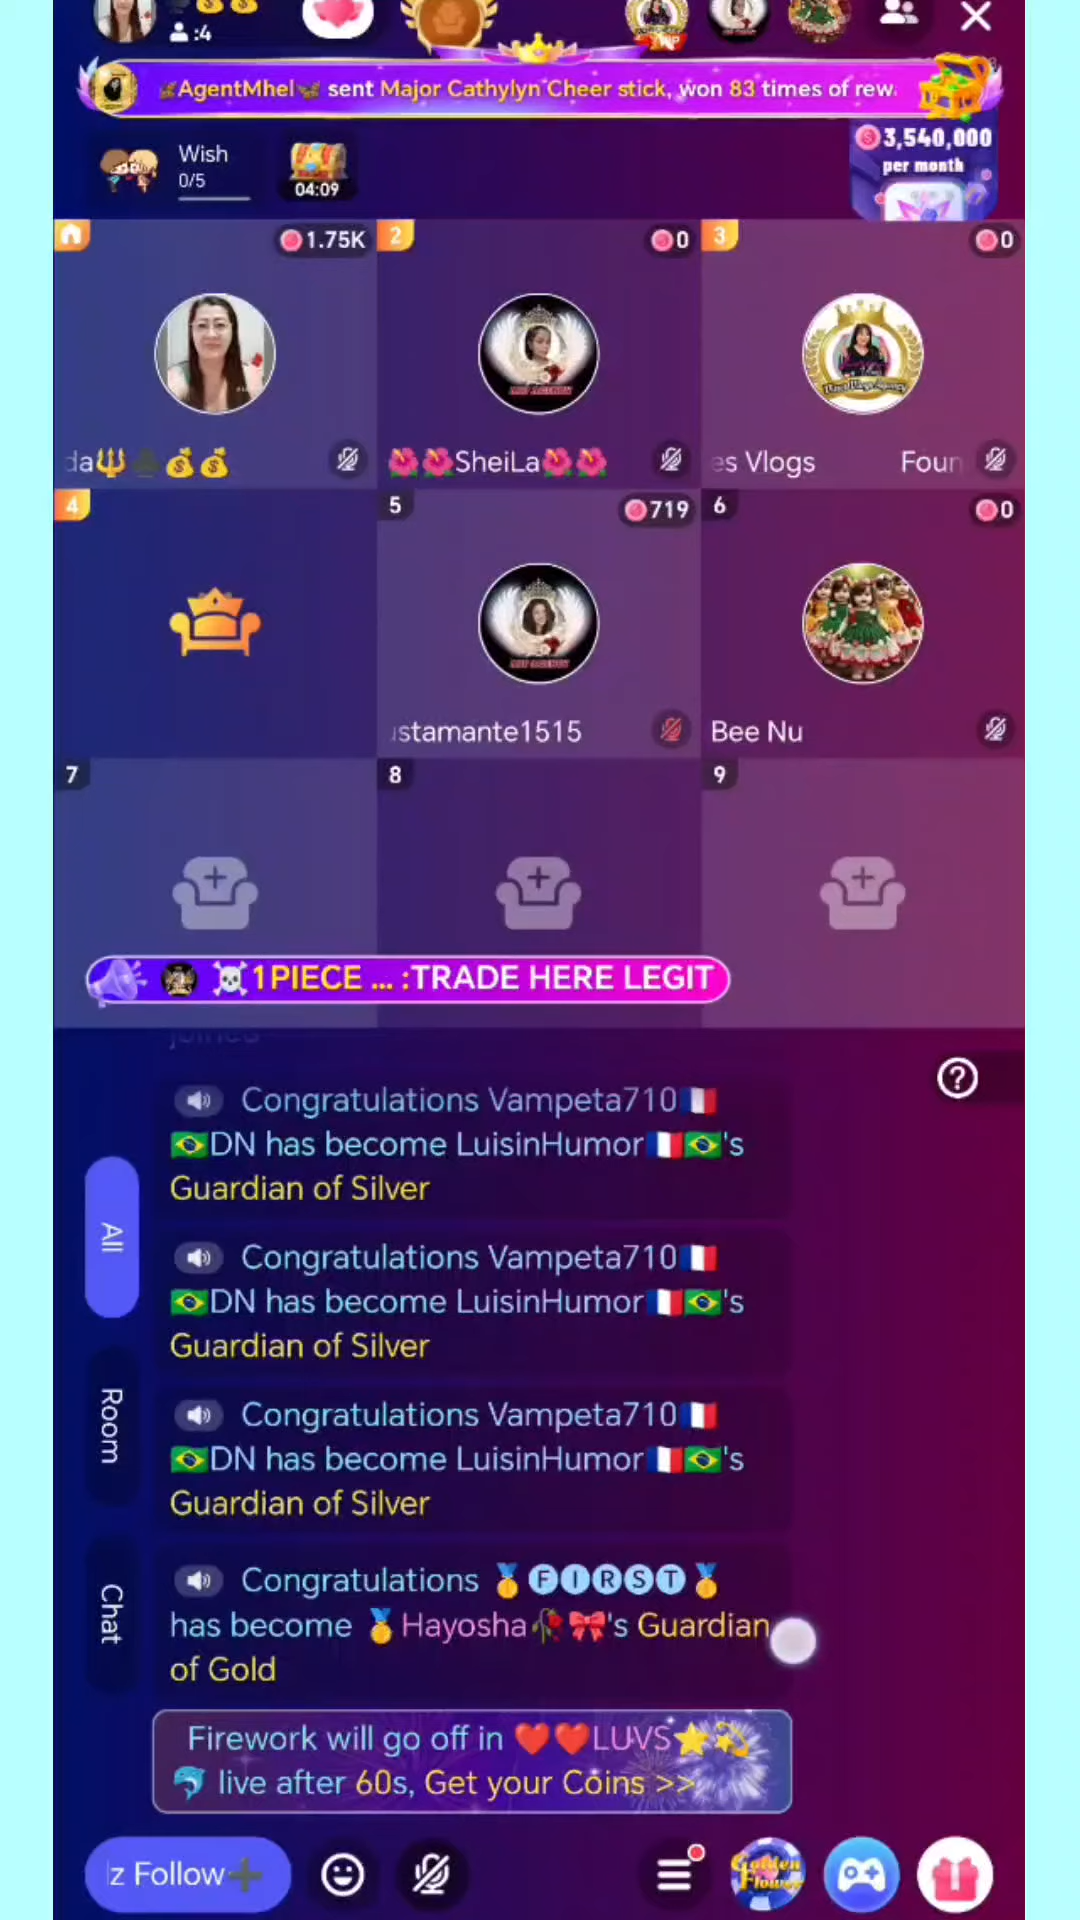 :4
AgentMhel sent Major Cathylyn Cheer stick, won 83 times of rew
Wish
0/5
04:09
3,540,000
per month
1.75K
2
0
3
0
da🔱💰💰
🌺🌺SheiLa🌺🌺
es Vlogs Foun
4
5
719
6
0
stamante1515
Bee Nu
7
8
9
☠️1PIECE ... :TRADE HERE LEGIT
joined
Congratulations Vampeta710🇫🇷
🇧🇷DN has become LuisinHumor🇫🇷🇧🇷's
Guardian of Silver
Congratulations Vampeta710🇫🇷
🇧🇷DN has become LuisinHumor🇫🇷🇧🇷's
Guardian of Silver
Congratulations Vampeta710🇫🇷
🇧🇷DN has become LuisinHumor🇫🇷🇧🇷's
Guardian of Silver
Congratulations 🥇🅕🅘🅡🅢🅣🥇
has become 🥇Hayosha🥀🎀's Guardian
of Gold
Firework will go off in ❤️❤️LUVS⭐💫
🐬 live after 60s, Get your Coins >>
All
Room
Chat
z Follow➕
Golden
Flower